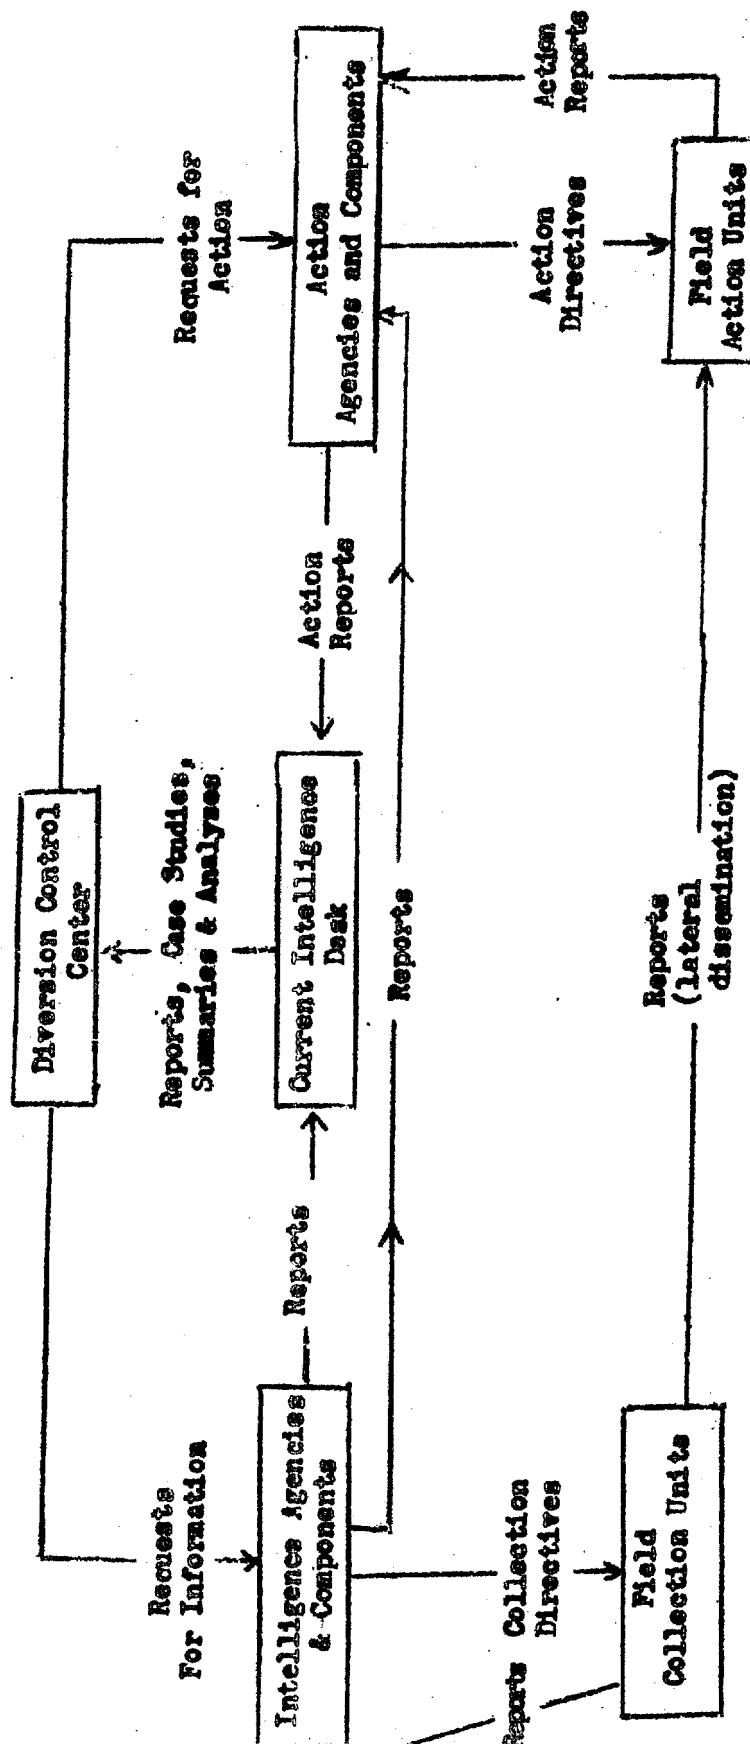 Diversion Control
Center
Recuests
For Information
Reports, Case Studies,
Summaries & Analyses
Requests for
Action
Intelligence Agencies
& Components
Reports
Current Intelligence
Desk
Action
Reports
Action
Agencies and Components
Reports
Reports
Collection
Directives
Action
Directives
Action
Reports
Field
Collection Units
Reports
(lateral
dissemination)
Field
Action Units